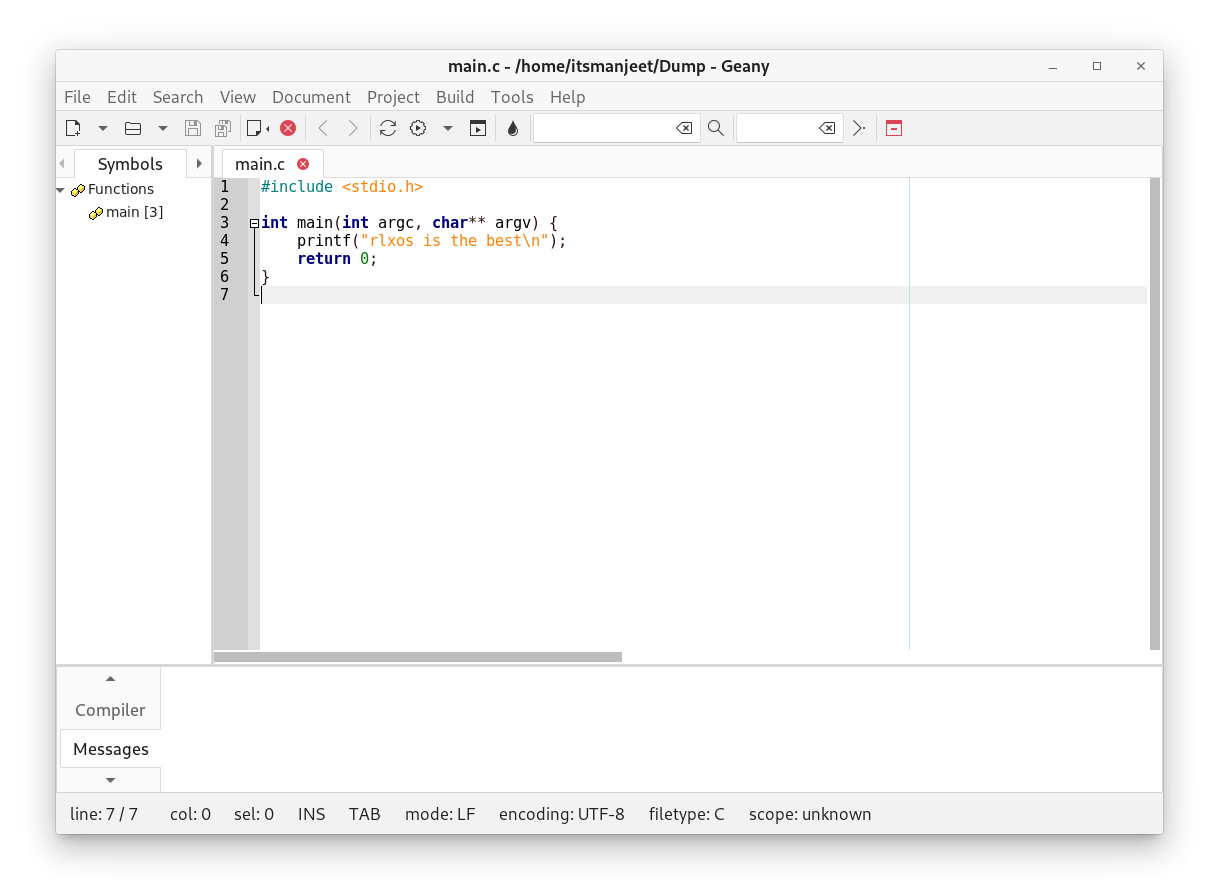 main.c - /home/itsmanjeet/Dump - Geany
File Edit Search View Document Project Build Tools Help
Symbols
main.c
Functions
main [3]
1 #include <stdio.h>
2
3 int main(int argc, char** argv) {
4     printf("rlxos is the best\n");
5     return 0;
6 }
7
Compiler
Messages
line: 7 / 7 col: 0 sel: 0 INS TAB mode: LF encoding: UTF-8 filetype: C scope: unknown